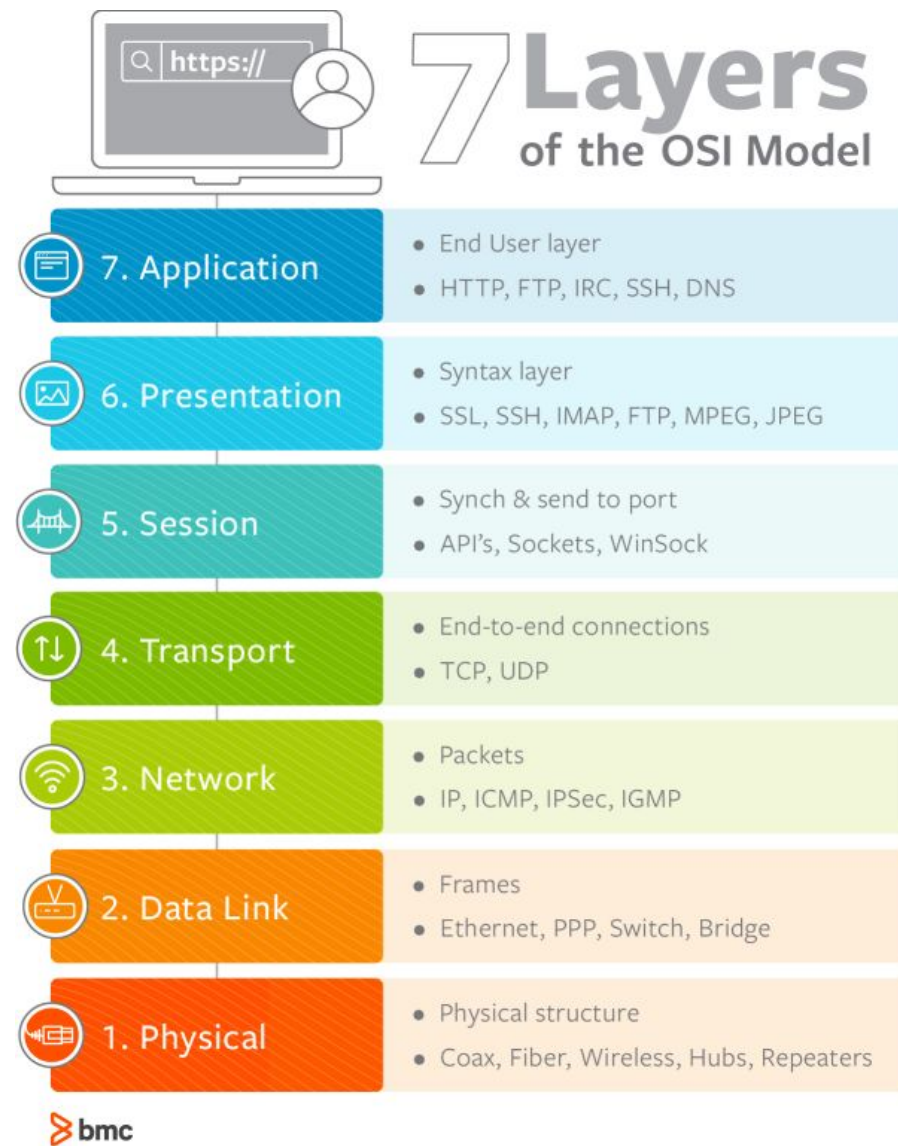 https://
7 Layers
of the OSI Model
7. Application
• End User layer
• HTTP, FTP, IRC, SSH, DNS
6. Presentation
• Syntax layer
• SSL, SSH, IMAP, FTP, MPEG, JPEG
5. Session
• Synch & send to port
• API's, Sockets, WinSock
4. Transport
• End-to-end connections
• TCP, UDP
3. Network
• Packets
• IP, ICMP, IPSec, IGMP
2. Data Link
• Frames
• Ethernet, PPP, Switch, Bridge
1. Physical
• Physical structure
• Coax, Fiber, Wireless, Hubs, Repeaters
bmc